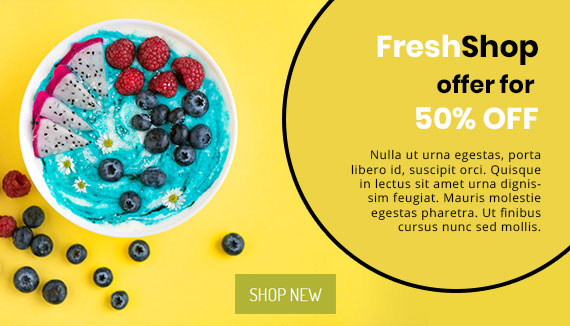 FreshShop
offer for
50% OFF
Nulla ut urna egestas, porta
libero id, suscipit orci. Quisque
in lectus sit amet urna dignis-
sim feugiat. Mauris molestie
egestas pharetra. Ut finibus
cursus nunc sed mollis.
SHOP NEW